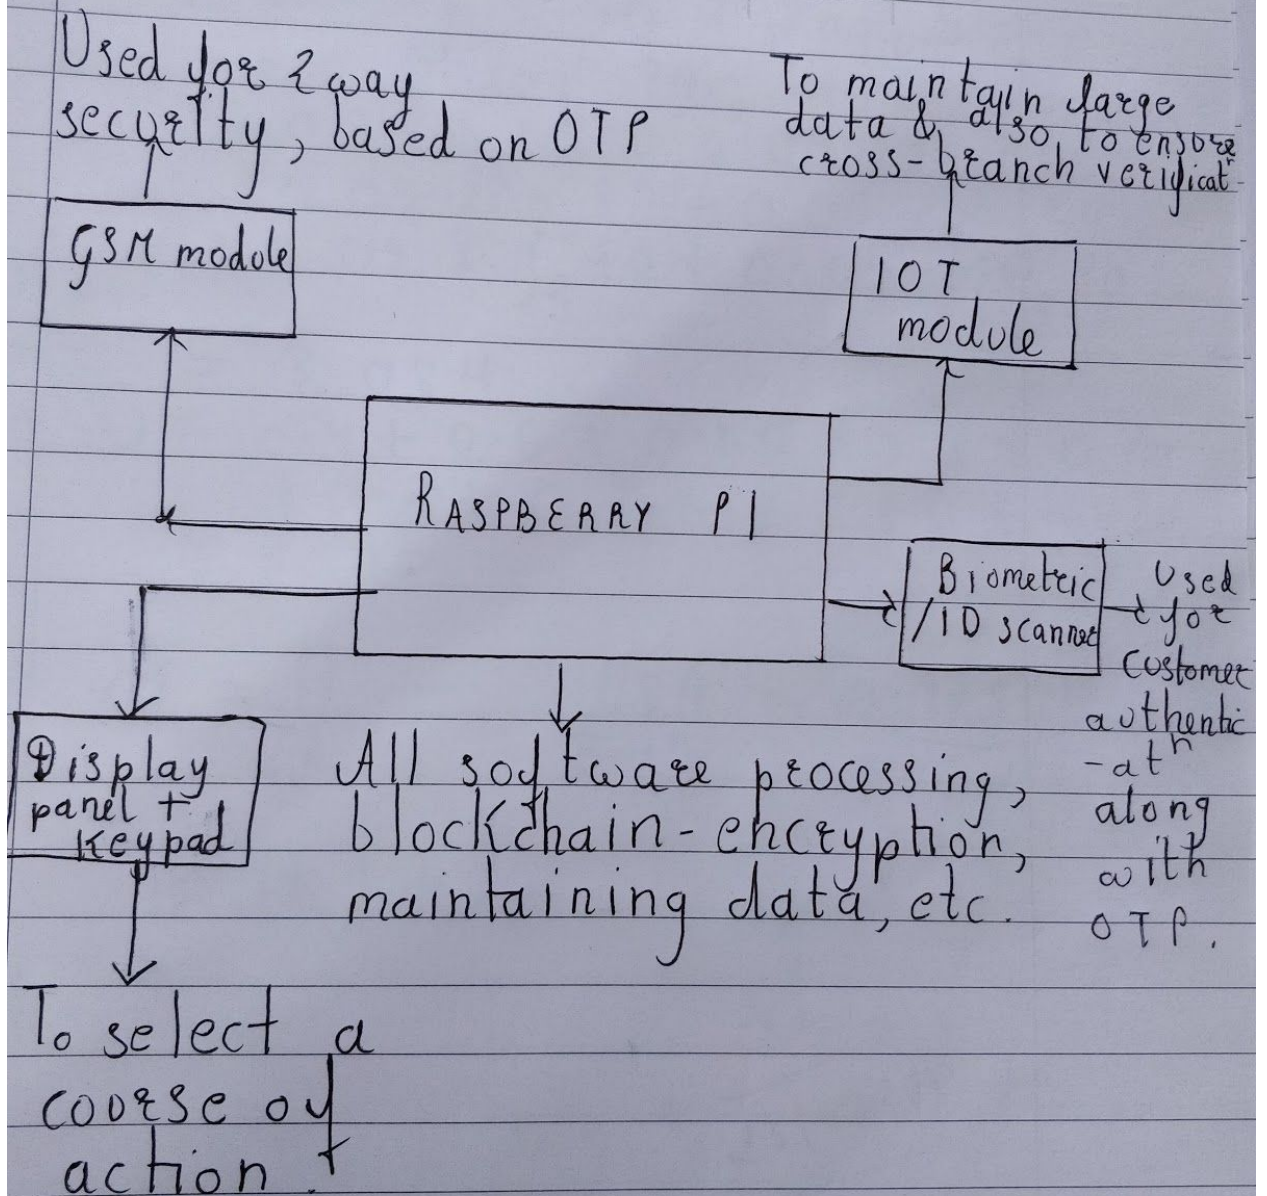 Used for 2 way
security, based on OTP
To maintain large
data & also to ensure
cross-branch verificatⁿ
GSM module
IOT
module
RASPBERRY PI
Biometric
/ID scanner
Used
for
customer
authentic
-atⁿ
along
with
OTP.
Display
panel +
keypad
All software processing,
blockchain-encryption,
maintaining data, etc.
To select a
course of
action.